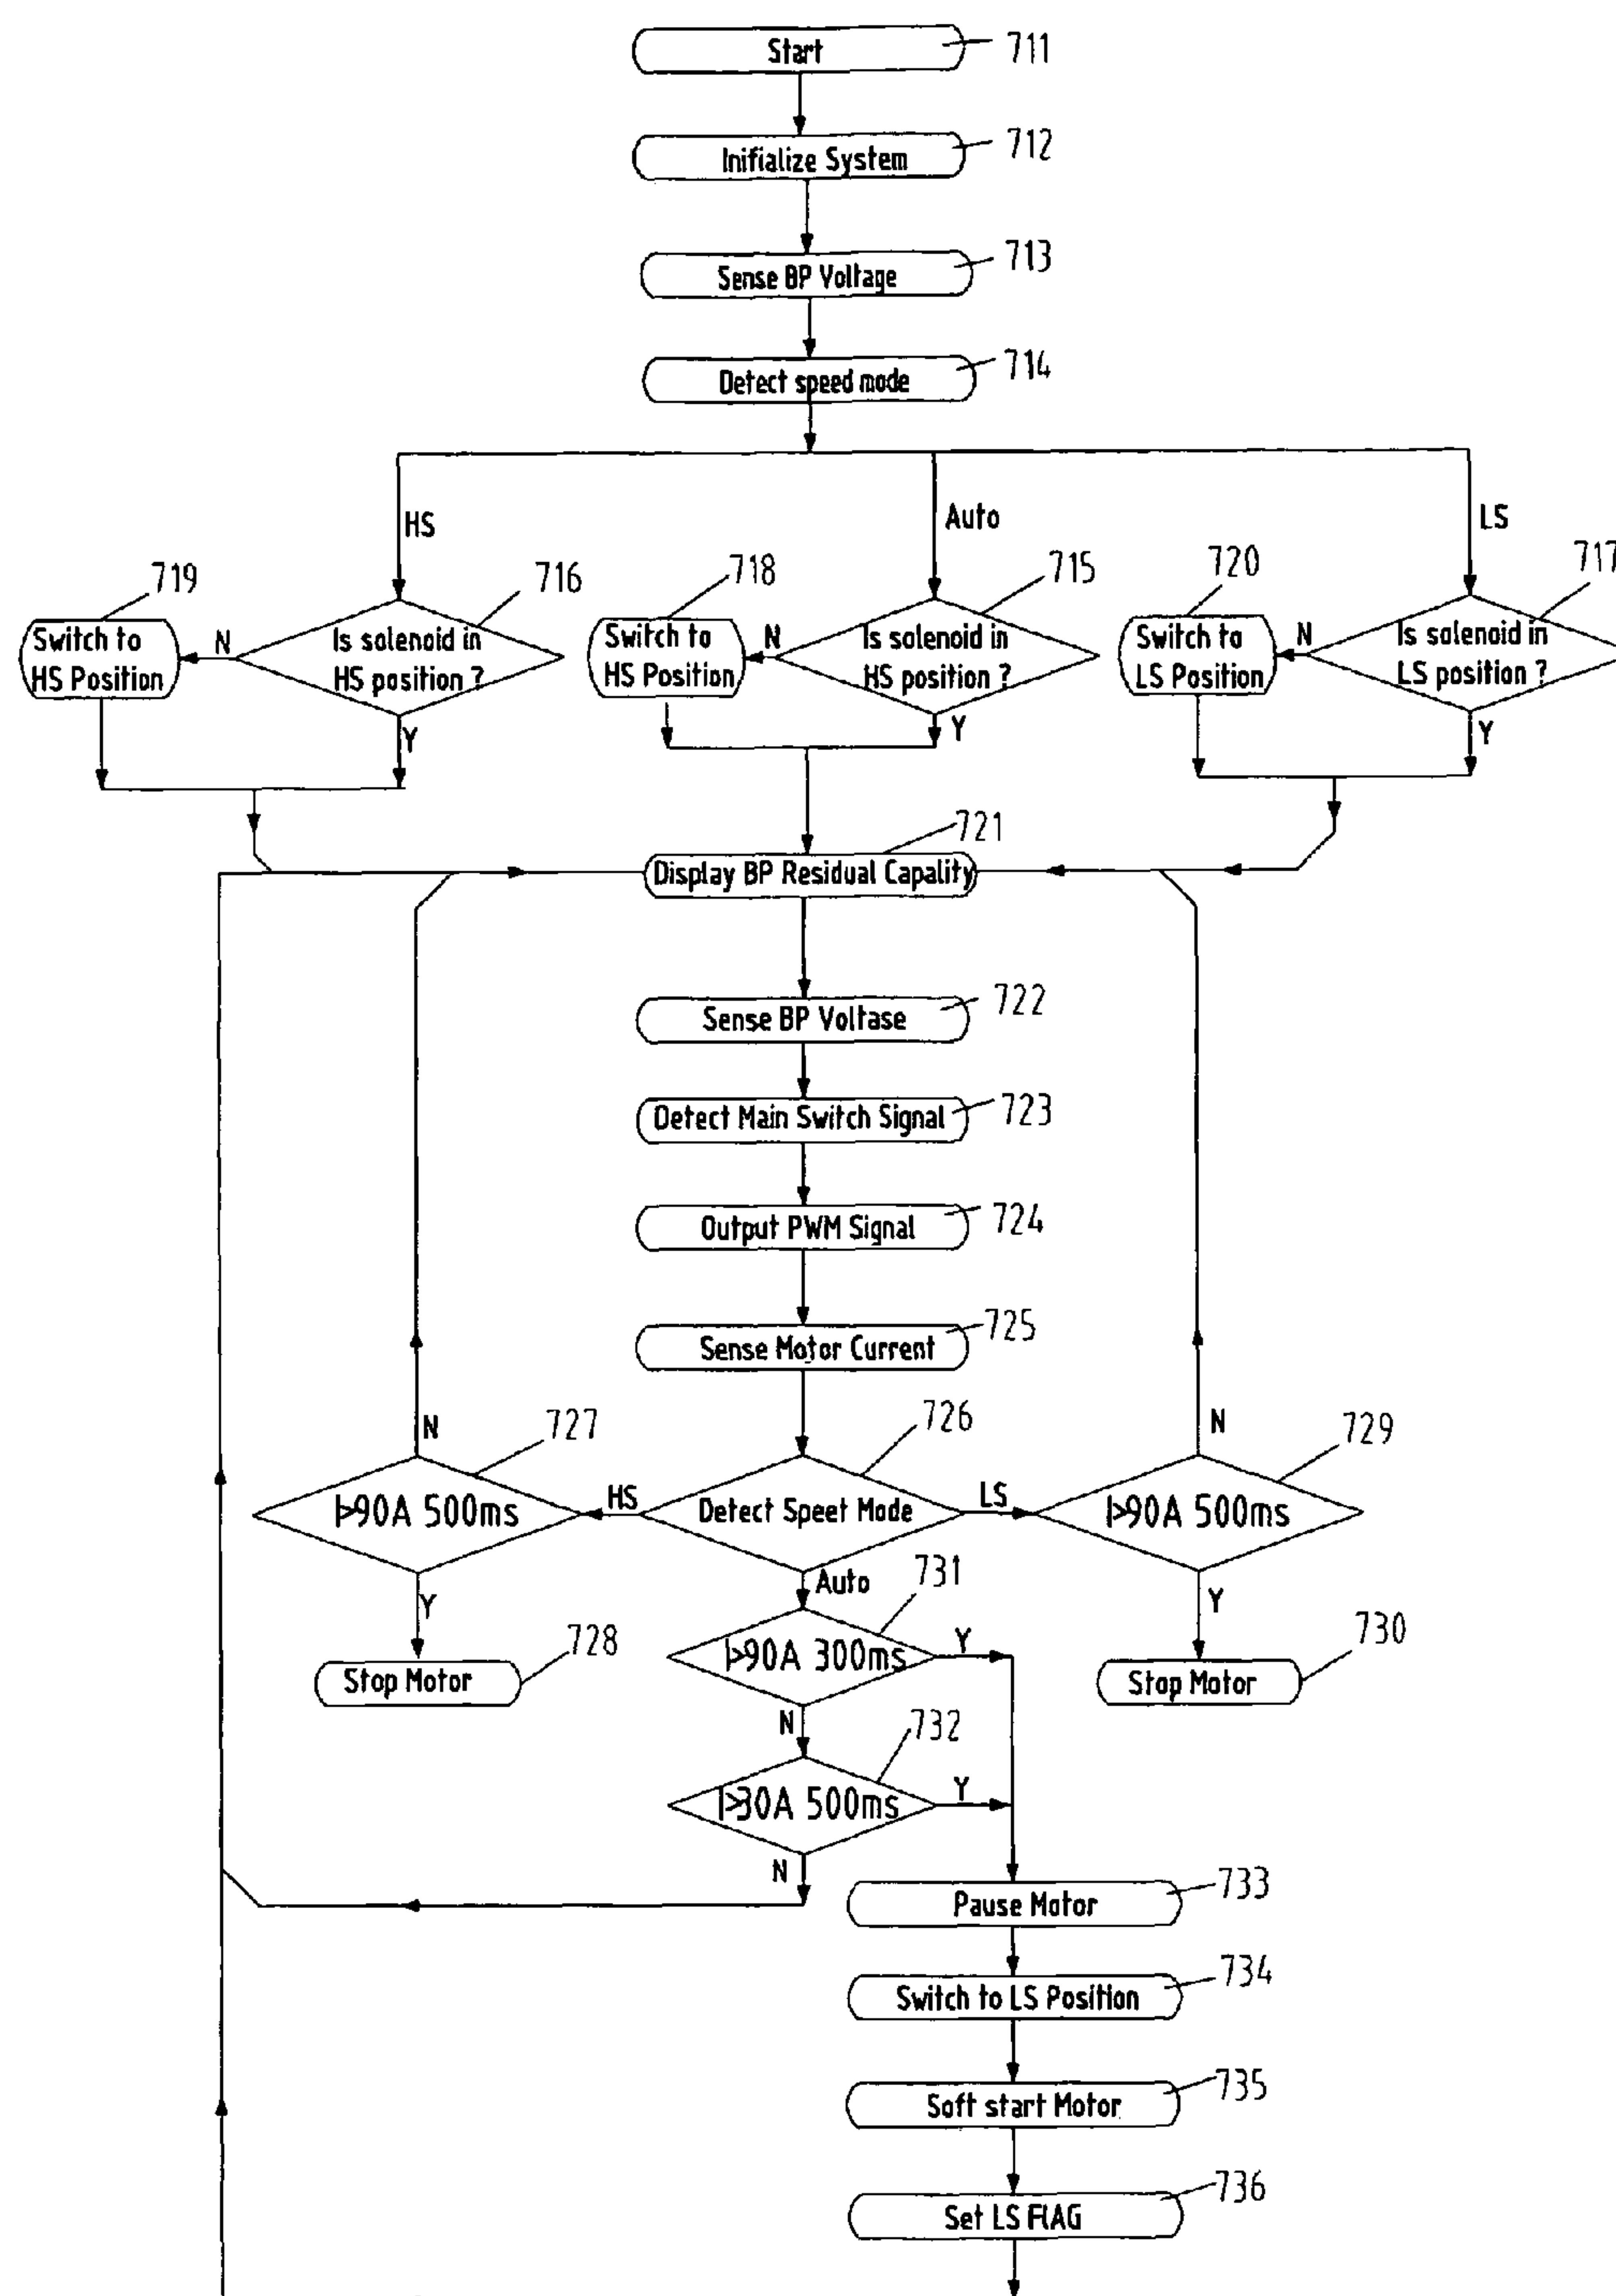 Start
711
Inifialize System
712
Sense BP Voltage
713
Detect speed mode
714
HS
Auto
LS
719
716
718
715
720
717
Switch to
HS Position
N
Is solenoid in
HS position ?
Switch to
HS Position
N
Is solenoid in
HS position ?
Switch to
LS Position
N
Is solenoid in
LS position ?
Y
Y
Y
721
Display BP Residual Capality
722
Sense BP Voltase
Detect Main Switch Signal
723
Output PWM Signal
724
Sense Motor Current
725
N
727
726
N
729
I>90A 500ms
HS
Detect Speet Mode
LS
I>90A 500ms
Y
Auto
731
Y
Stop Motor
728
I>90A 300ms
Y
Stop Motor
730
N
732
I>30A 500ms
Y
N
Pause Motor
733
Switch to LS Position
734
Soft start Motor
735
Set LS FlAG
736